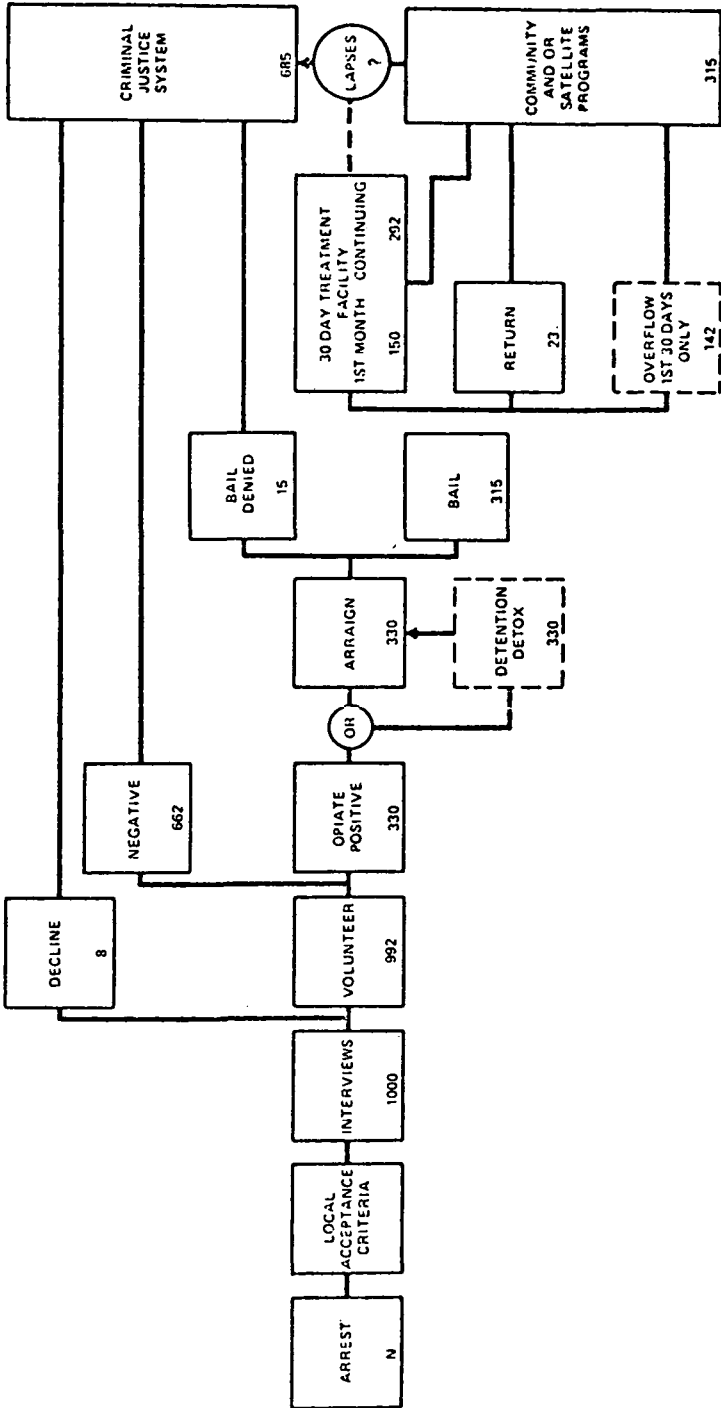 ARREST
N
LOCAL
ACCEPTANCE
CRITERIA
INTERVIEWS
1000
DECLINE
8
VOLUNTEER
992
NEGATIVE
662
OPIATE
POSITIVE
330
OR
ARRAIGN
330
DETENTION
DETOX
330
BAIL
DENIED
15
BAIL
315
30 DAY TREATMENT
FACILITY
1ST MONTH CONTINUING
150 292
RETURN
23.
OVERFLOW
1ST 30 DAYS
ONLY
142
CRIMINAL
JUSTICE
SYSTEM
685
LAPSES
?
COMMUNITY
AND OR
SATELLITE
PROGRAMS
315